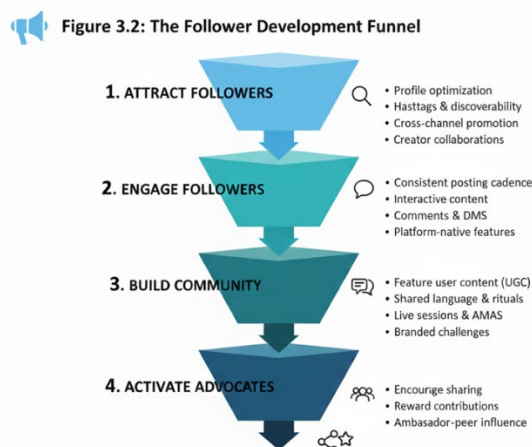 Figure 3.2: The Follower Development Funnel
1. ATTRACT FOLLOWERS
• Profile optimization
• Hasttags & discoverability
• Cross-channel promotion
• Creator collaborations
2. ENGAGE FOLLOWERS
• Consistent posting cadence
• Interactive content
• Comments & DMS
• Platform-native features
3. BUILD COMMUNITY
• Feature user content (UGC)
• Shared language & rituals
• Live sessions & AMAS
• Branded challenges
4. ACTIVATE ADVOCATES
• Encourage sharing
• Reward contributions
• Ambasador-peer influence